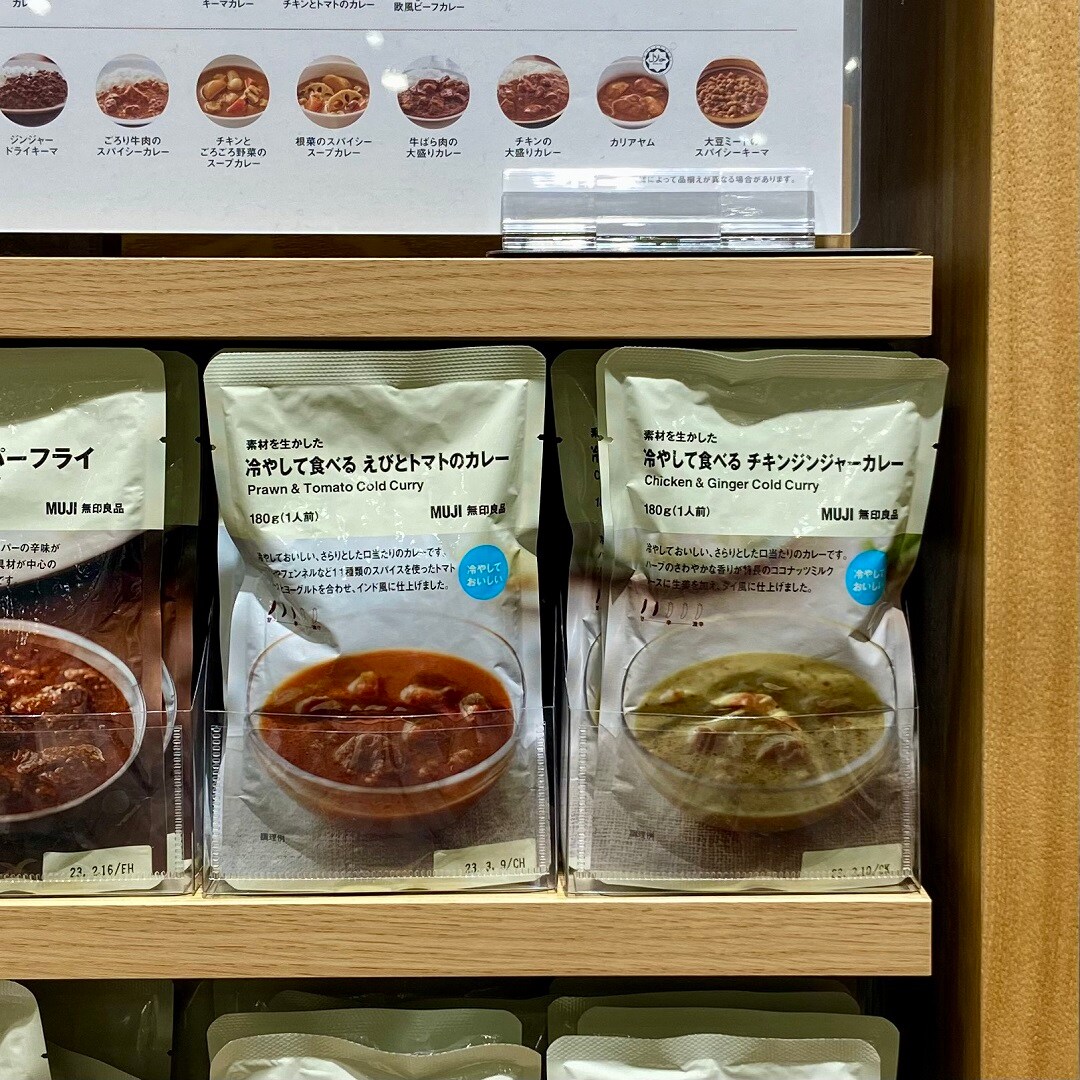 カレ
キーマカレー
チキンとトマトのカレー
欧風ビーフカレー
ジンジャー
ドライキーマ
ごろり牛肉の
スパイシーカレー
チキンと
ごろごろ野菜の
スープカレー
根菜のスパイシー
スープカレー
牛ばら肉の
大盛りカレー
チキンの
大盛りカレー
カリアヤム
大豆ミートの
スパイシーキーマ
によって品揃えが異なる場合があります。
パーフライ
MUJI 無印良品
パーの辛味が
具材が中心の
です
23. 2.16/FH
素材を生かした
冷やして食べる えびとトマトのカレー
Prawn & Tomato Cold Curry
180g(1人前)
MUJI 無印良品
冷やしておいしい、さらりとした口当たりのカレーです。
フェンネルなど11種類のスパイスを使ったトマト
ヨーグルトを合わせ、インド風に仕上げました。
冷やして
おいしい
調理例
23. 3. 9/CH
素材を生かした
冷やして食べる チキンジンジャーカレー
Chicken & Ginger Cold Curry
180g(1人前)
MUJI 無印良品
冷やしておいしい、さらりとした口当たりのカレーです。
ハーブのさわやかな香りが特長のココナッツミルク
ソースに生姜を加え、タイ風に仕上げました。
冷やして
おいしい
調理例